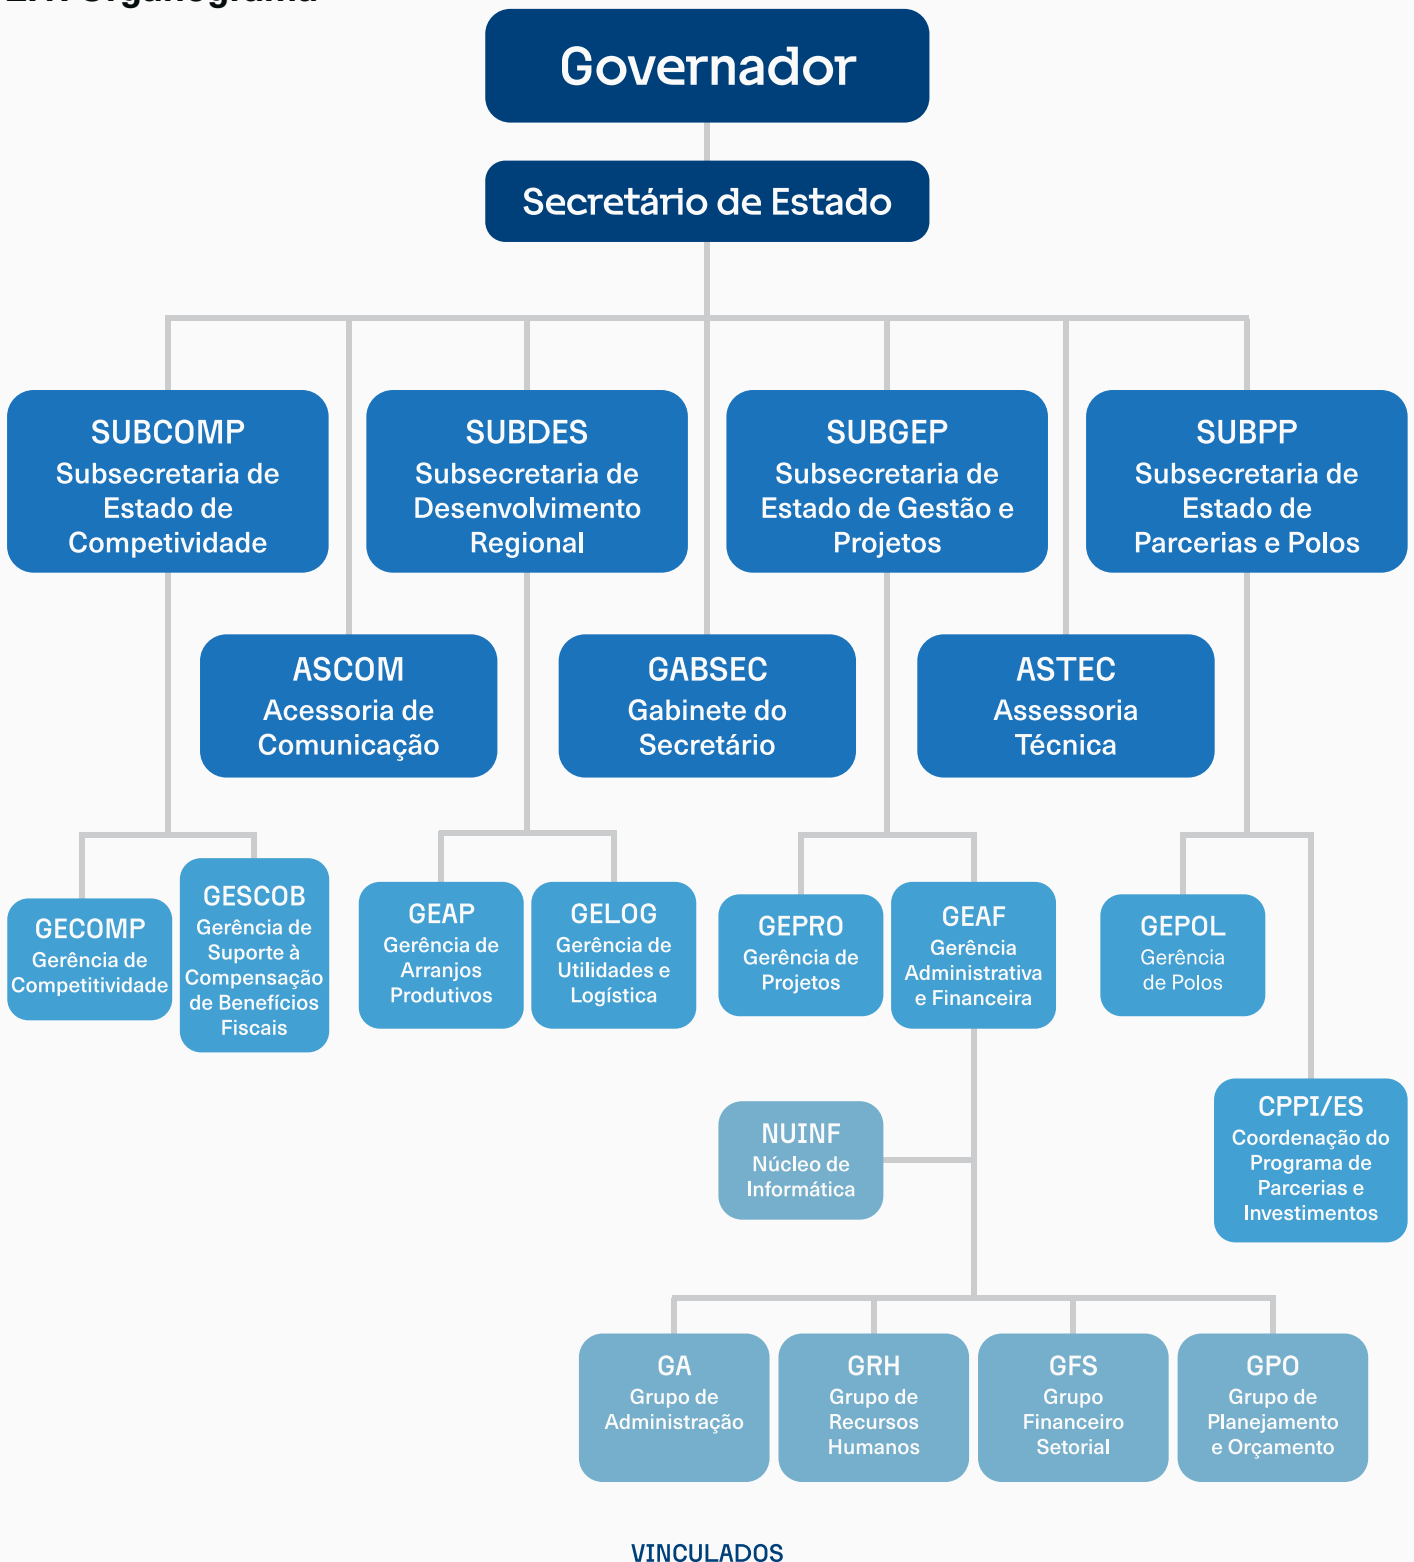 Governador
Secretário de Estado
SUBCOMP
Subsecretaria de
Estado de
Competividade
SUBDES
Subsecretaria de
Desenvolvimento
Regional
SUBGEP
Subsecretaria de
Estado de Gestão e
Projetos
SUBPP
Subsecretaria de
Estado de
Parcerias e Polos
ASCOM
Acessoria de
Comunicação
GABSEC
Gabinete do
Secretário
ASTEC
Assessoria
Técnica
GECOMP
Gerência de
Competitividade
GESCOB
Gerência de
Suporte à
Compensação
de Benefícios
Fiscais
GEAP
Gerência de
Arranjos
Produtivos
GELOG
Gerência de
Utilidades e
Logística
GEPRO
Gerência de
Projetos
GEAF
Gerência
Administrativa
e Financeira
GEPOL
Gerência
de Polos
CPPI/ES
Coordenação do
Programa de
Parcerias e
Investimentos
NUINF
Núcleo de
Informática
GA
Grupo de
Administração
GRH
Grupo de
Recursos
Humanos
GFS
Grupo
Financeiro
Setorial
GPO
Grupo de
Planejamento
e Orçamento
VINCULADOS